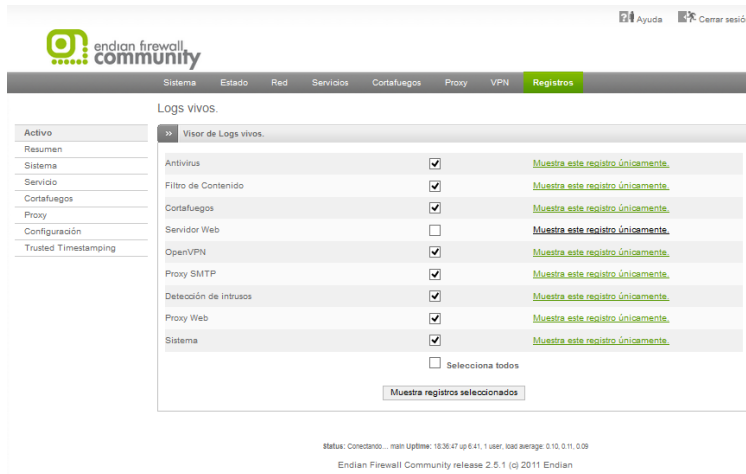 Ayuda Cerrar sesió
endian firewall
community
Sistema Estado Red Servicios Cortafuegos Proxy VPN Registros
Logs vivos.
Activo
Resumen
Sistema
Servicio
Cortafuegos
Proxy
Configuración
Trusted Timestamping
» Visor de Logs vivos.
Antivirus Muestra este registro únicamente.
Filtro de Contenido Muestra este registro únicamente.
Cortafuegos Muestra este registro únicamente.
Servidor Web Muestra este registro únicamente.
OpenVPN Muestra este registro únicamente.
Proxy SMTP Muestra este registro únicamente.
Detección de intrusos Muestra este registro únicamente.
Proxy Web Muestra este registro únicamente.
Sistema Muestra este registro únicamente.
Selecciona todos
Muestra registros seleccionados
Status: Conectando... main Uptime: 18:36:47 up 6:41, 1 user, load average: 0.10, 0.11, 0.09
Endian Firewall Community release 2.5.1 (c) 2011 Endian